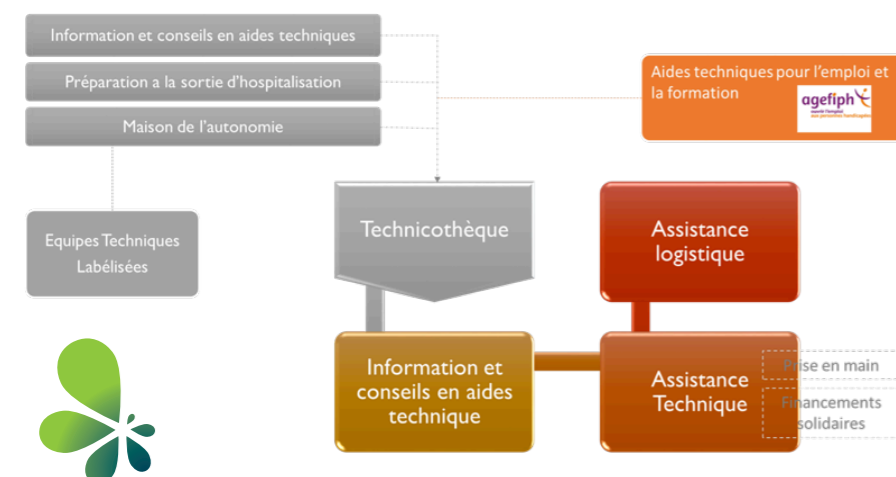 Information et conseils en aides techniques
Préparation a la sortie d'hospitalisation
Maison de l'autonomie
Aides techniques pour l'emploi et
la formation
agefiph
Equipes Techniques
Labélisées
Technicothèque
Assistance
logistique
Information et
conseils en aides
technique
Assistance
Technique
Prise en main
Financements
solidaires